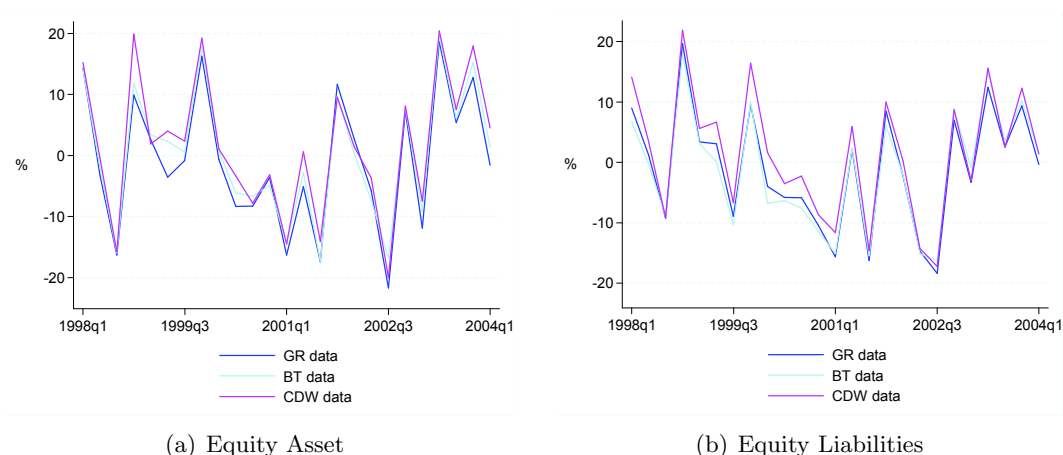 20
10
0
-10
-20
%
1998q1 1999q3 2001q1 2002q3 2004q1
GR data
BT data
CDW data
(a) Equity Asset
20
10
0
-10
-20
%
1998q1 1999q3 2001q1 2002q3 2004q1
GR data
BT data
CDW data
(b) Equity Liabilities